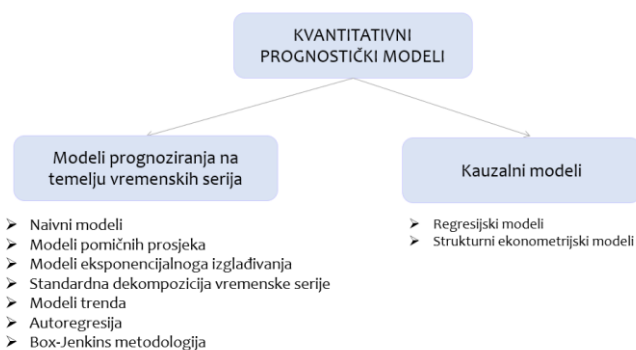 KVANTITATIVNI
PROGNOSTIČKI MODELI
Modeli prognoziranja na
temelju vremenskih serija
Naivni modeli
Modeli pomičnih prosjeka
Modeli eksponencijalnoga izglađivanja
Standardna dekompozicija vremenske serije
Modeli trenda
Autoregresija
Box-Jenkins metodologija
Kauzalni modeli
Regresijski modeli
Strukturni ekonometrijski modeli